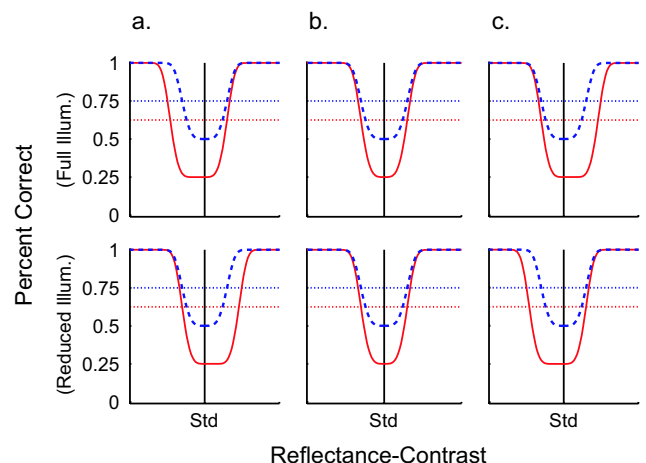 a. b. c.
Percent Correct
(Full Illum.)
1
0.75
0.5
0.25
0
(Reduced Illum.)
1
0.75
0.5
0.25
0
Std Std Std
Reflectance-Contrast